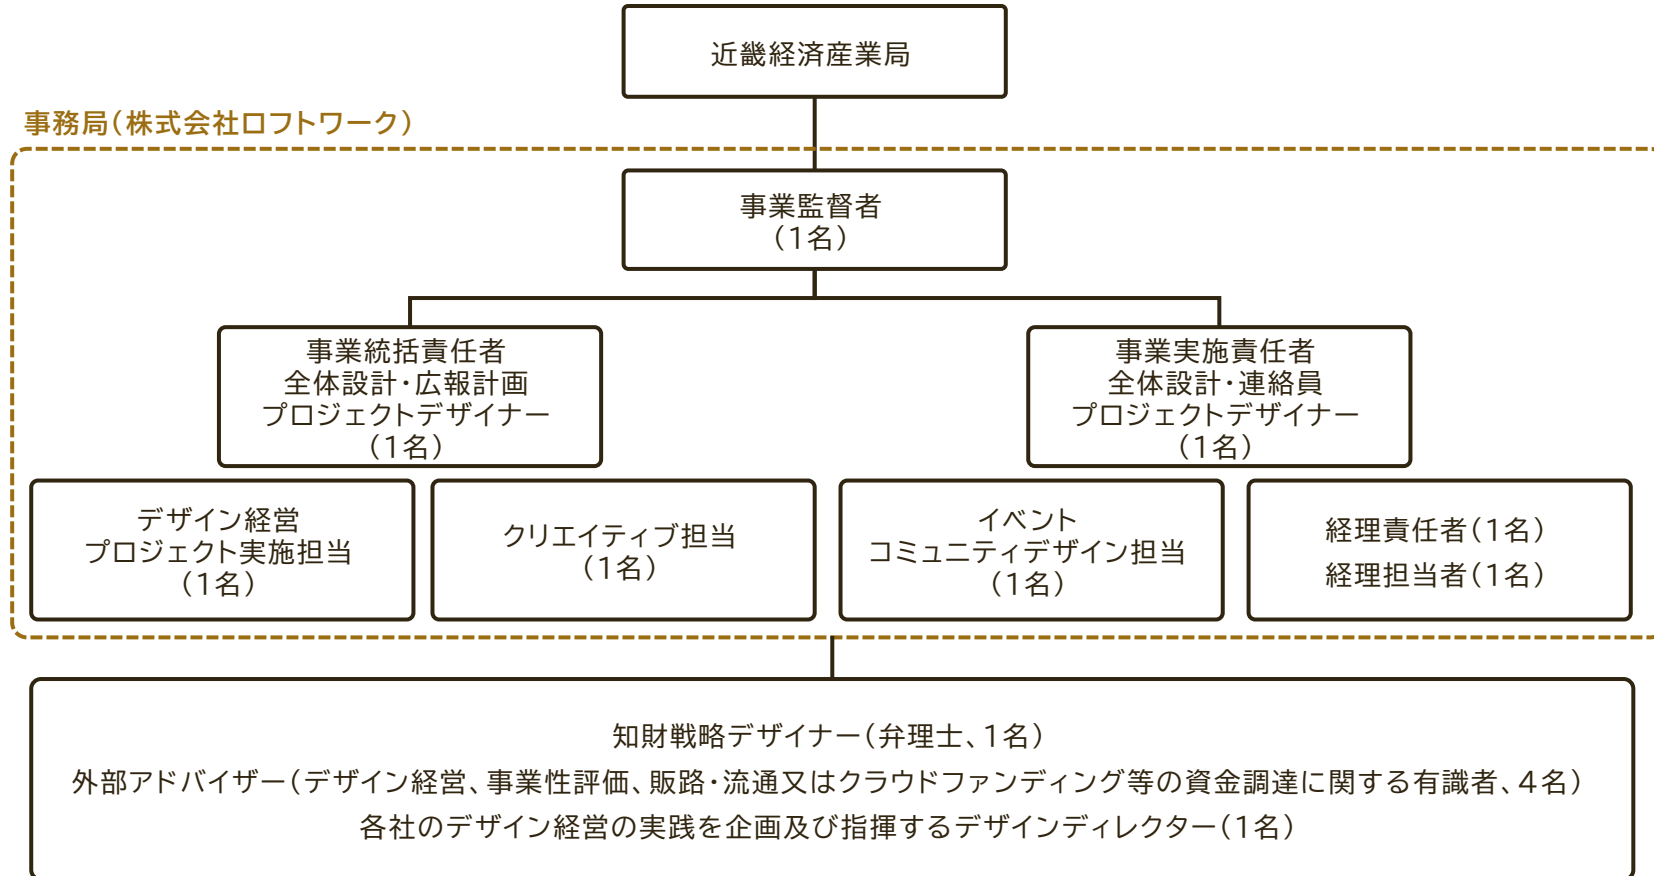 近畿経済産業局
事務局(株式会社ロフトワーク)
事業監督者
(1名)
事業統括責任者
全体設計・広報計画
プロジェクトデザイナー
(1名)
事業実施責任者
全体設計・連絡員
プロジェクトデザイナー
(1名)
デザイン経営
プロジェクト実施担当
(1名)
クリエイティブ担当
(1名)
イベント
コミュニティデザイン担当
(1名)
経理責任者(1名)
経理担当者(1名)
知財戦略デザイナー(弁理士、1名)
外部アドバイザー(デザイン経営、事業性評価、販路・流通又はクラウドファンディング等の資金調達に関する有識者、4名)
各社のデザイン経営の実践を企画及び指揮するデザインディレクター(1名)